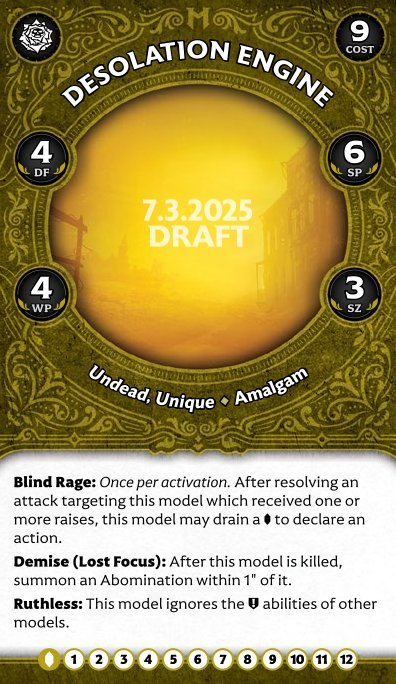 9
COST
DESOLATION ENGINE
4
DF
6
SP
7.3.2025
DRAFT
4
WP
3
SZ
Undead, Unique • Amalgam
Blind Rage: Once per activation. After resolving an
attack targeting this model which received one or
more raises, this model may drain a to declare an
action.
Demise (Lost Focus): After this model is killed,
summon an Abomination within 1" of it.
Ruthless: This model ignores the abilities of other
models.
1 2 3 4 5 6 7 8 9 10 11 12